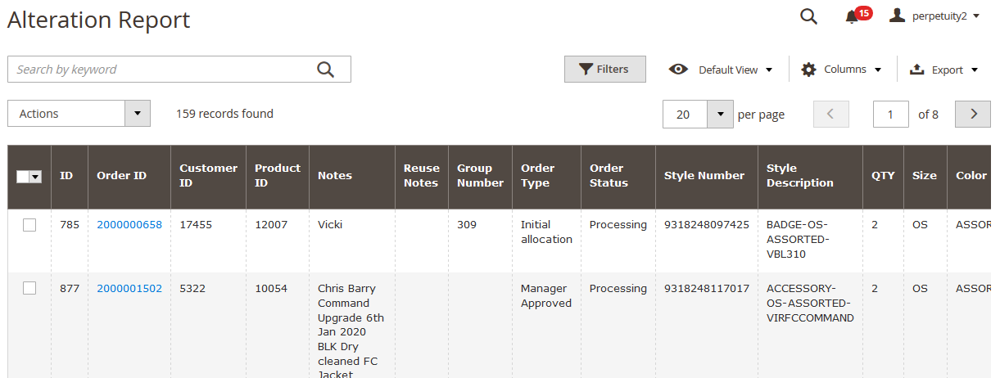 Alteration Report
15
perpetuity2
Search by keyword
Filters
Default View
Columns
Export
Actions
159 records found
20
per page
1
of 8
ID
Order ID
Customer
ID
Product
ID
Notes
Reuse
Notes
Group
Number
Order
Type
Order
Status
Style Number
Style
Description
QTY
Size
Color
785
2000000658
17455
12007
Vicki
309
Initial
allocation
Processing
9318248097425
BADGE-OS-
ASSORTED-
VBL310
2
OS
ASSOR
877
2000001502
5322
10054
Chris Barry
Command
Upgrade 6th
Jan 2020
BLK Dry
cleaned FC
Jacket
Manager
Approved
Processing
9318248117017
ACCESSORY-
OS-ASSORTED-
VIRFCCOMMAND
2
OS
ASSOR